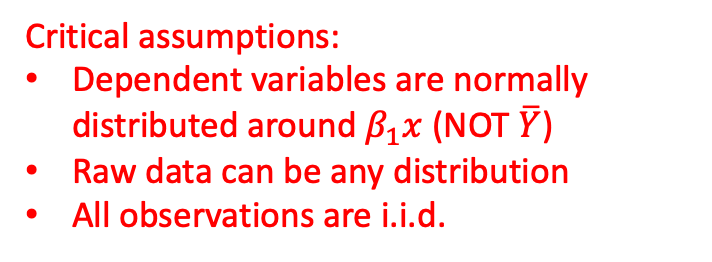 Critical assumptions:
• Dependent variables are normally
distributed around β₁x (NOT Ȳ)
• Raw data can be any distribution
• All observations are i.i.d.